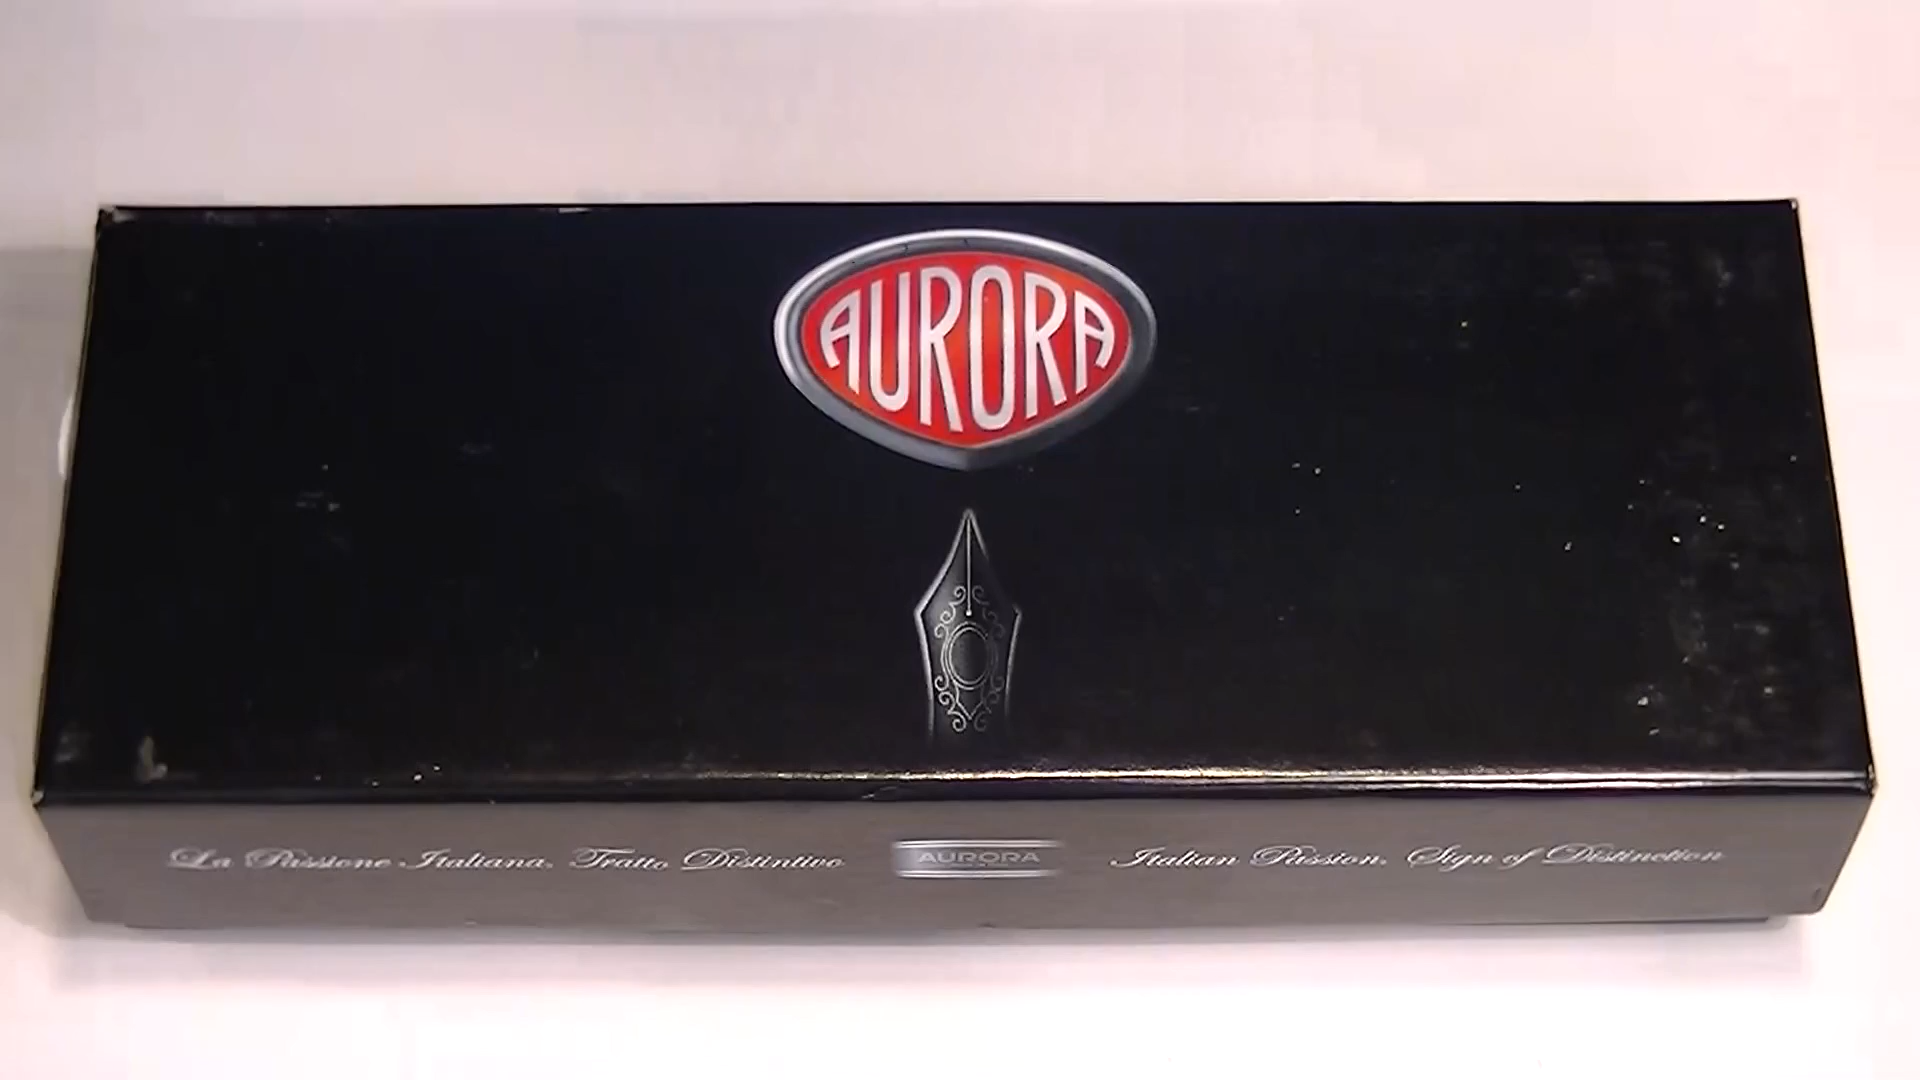 AURORA
La Passione Italiana. Tratto Distintivo
AURORA
Italian Passion. Sign of Distinction